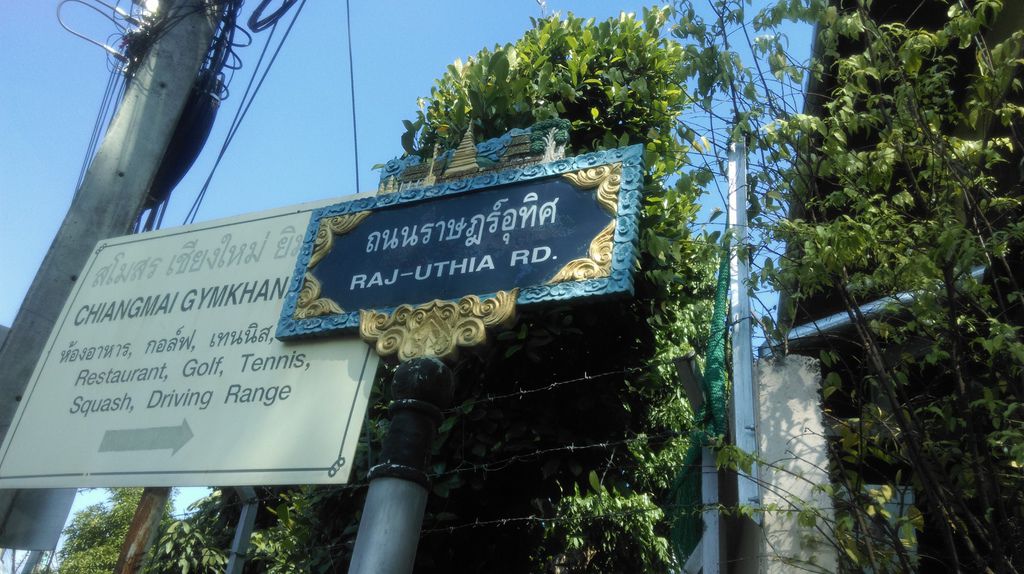 ถนนราษฎร์อุทิศ
RAJ-UTHIA RD.
สโมสร เชียงใหม่ ยิม
CHIANGMAI GYMKHAN
ห้องอาหาร, กอล์ฟ, เทนนิส,
Restaurant, Golf, Tennis,
Squash, Driving Range